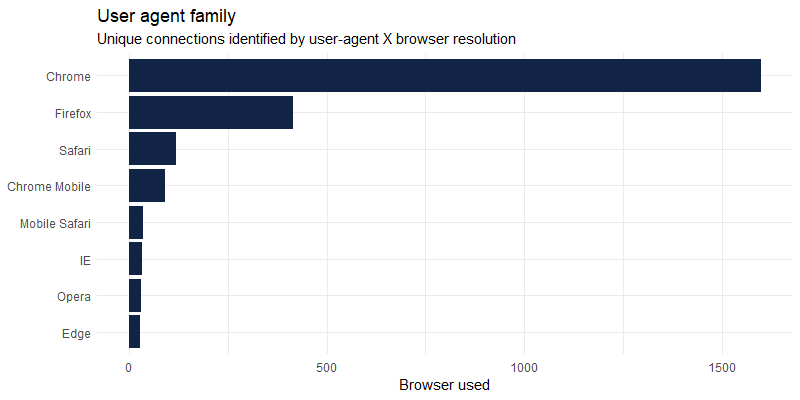 User agent family
Unique connections identified by user-agent X browser resolution
Chrome
Firefox
Safari
Chrome Mobile
Mobile Safari
IE
Opera
Edge
0 500 1000 1500
Browser used